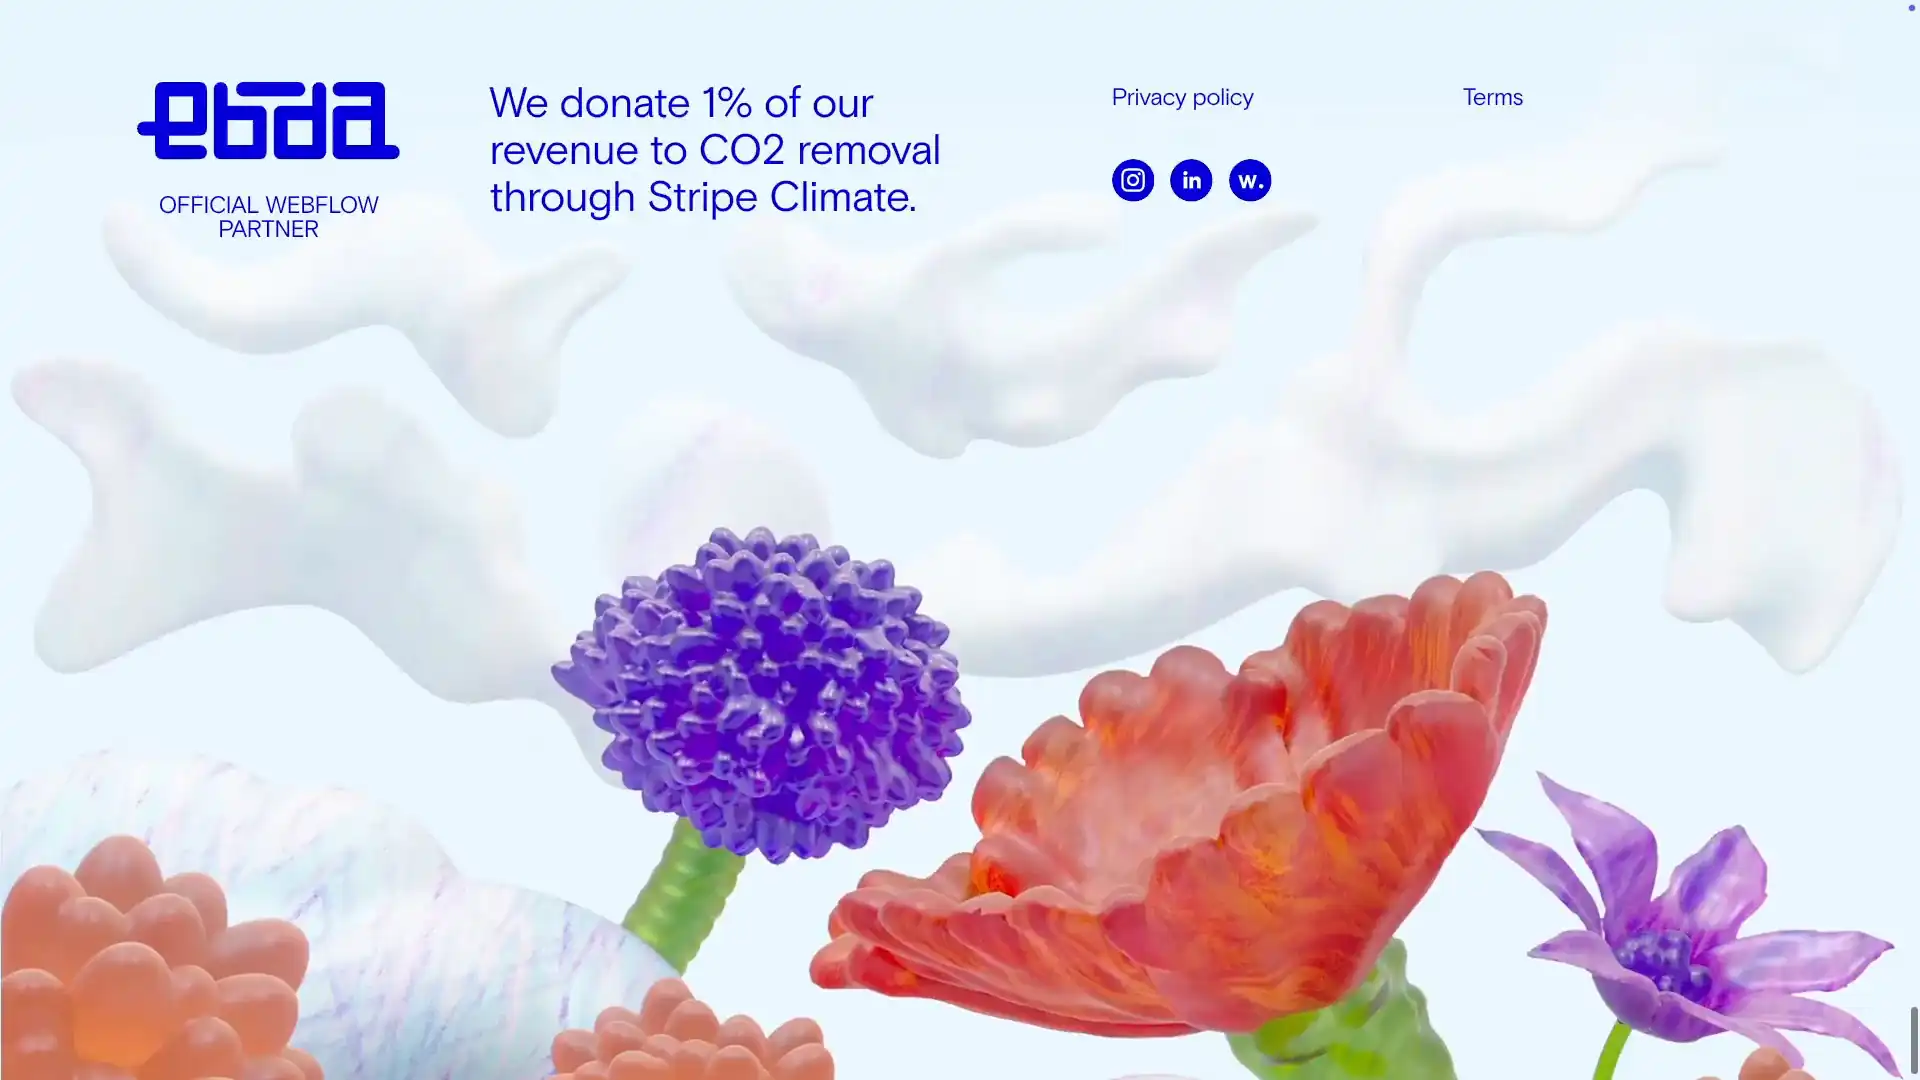 ebda
OFFICIAL WEBFLOW
PARTNER
We donate 1% of our
revenue to CO2 removal
through Stripe Climate.
Privacy policy
Terms
in
w.